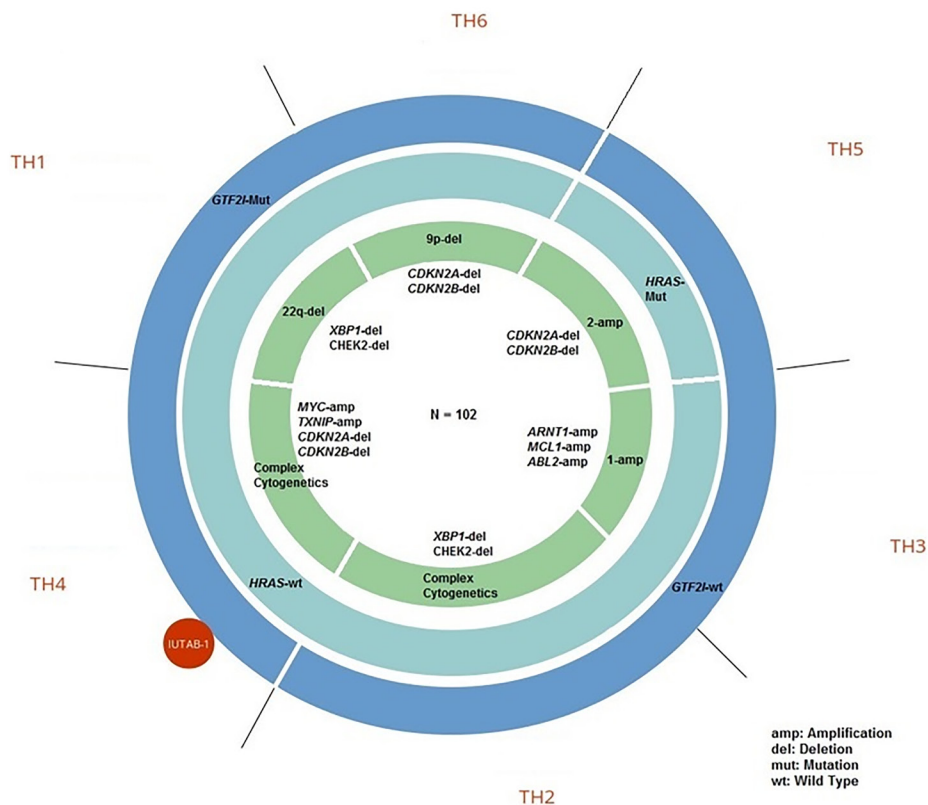 TH6
TH1
TH5
GTF2I-Mut
9p-del
CDKN2A-del
CDKN2B-del
HRAS-
Mut
22q-del
2-amp
XBP1-del
CHEK2-del
CDKN2A-del
CDKN2B-del
MYC-amp
TXNIP-amp
CDKN2A-del
CDKN2B-del
N = 102
ARNT1-amp
MCL1-amp
ABL2-amp
1-amp
Complex
Cytogenetics
XBP1-del
CHEK2-del
TH3
TH4
HRAS-wt
Complex
Cytogenetics
GTF2I-wt
IUTAB-1
amp: Amplification
del: Deletion
mut: Mutation
wt: Wild Type
TH2